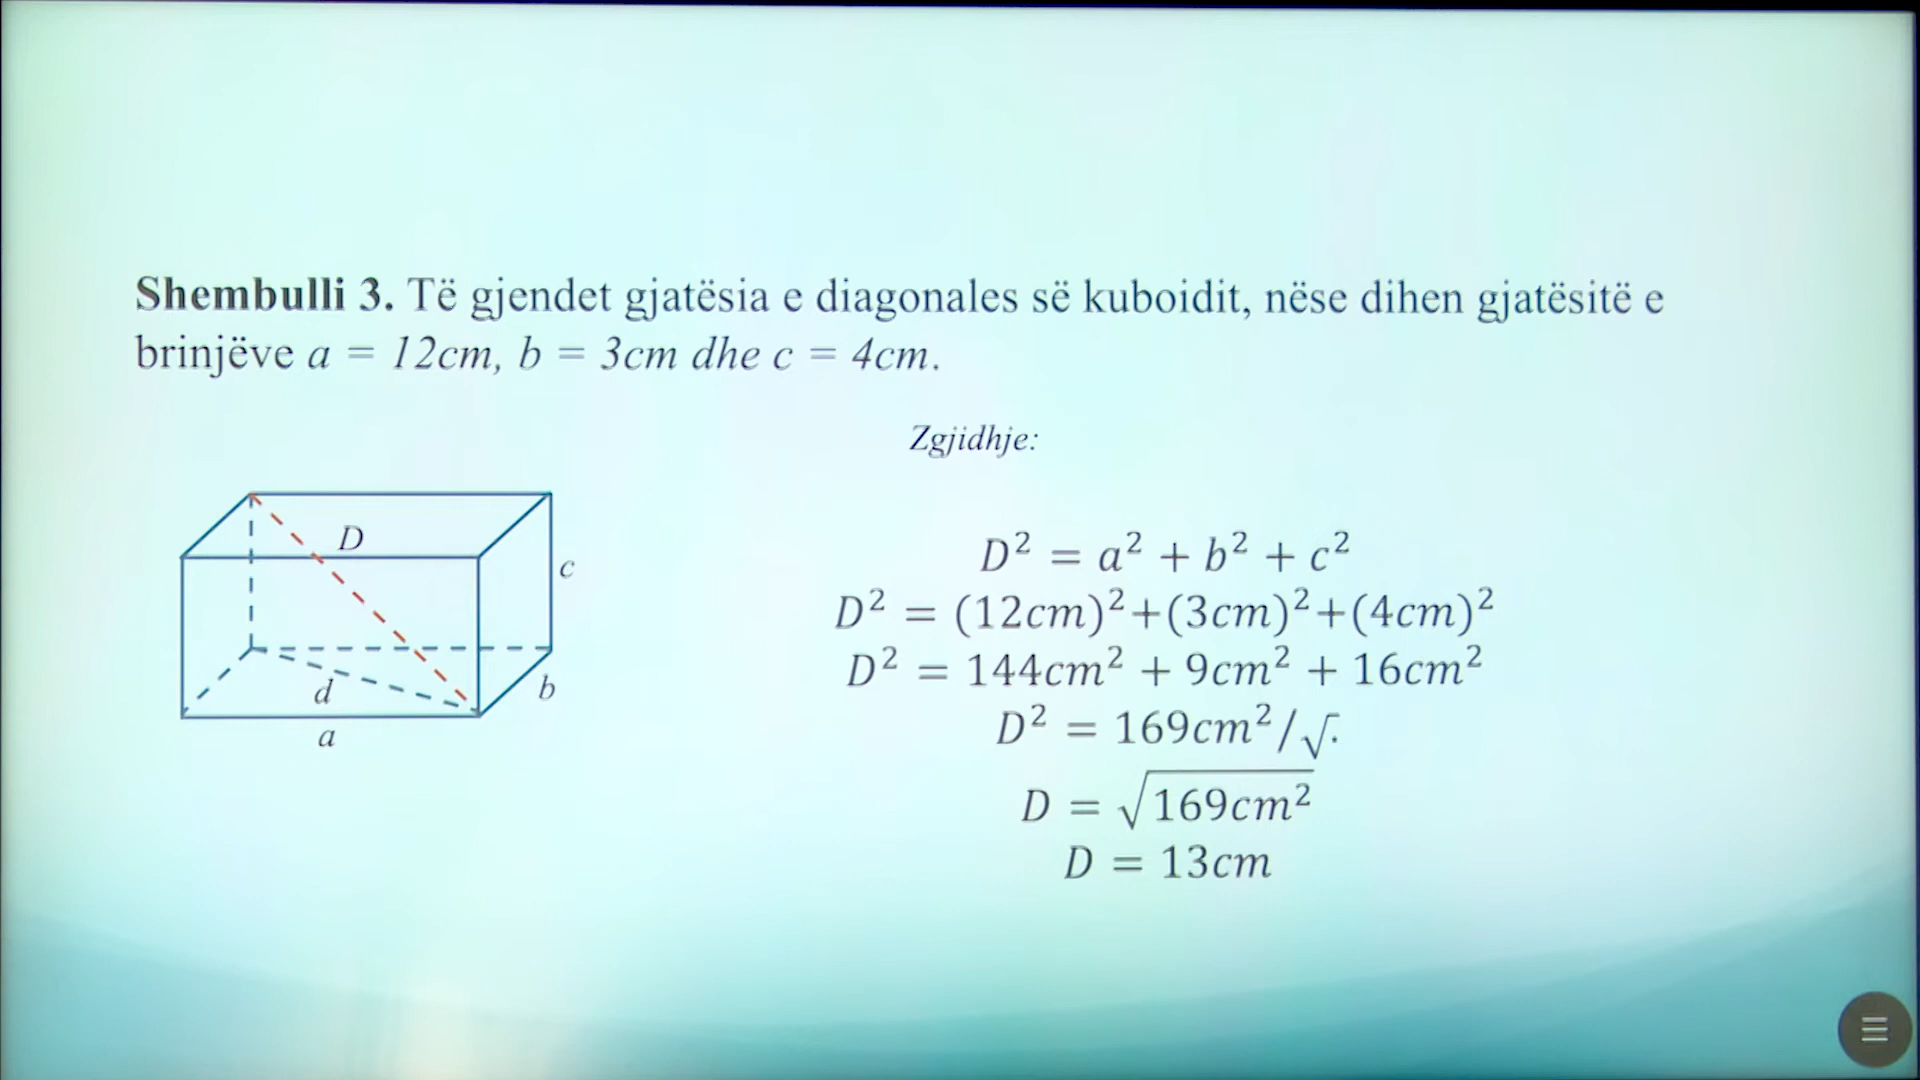 Shembulli 3. Të gjendet gjatësia e diagonales së kuboidit, nëse dihen gjatësitë e
brinjëve a = 12cm, b = 3cm dhe c = 4cm.
Zgjidhje:
D
c
d
b
a
D² = a² + b² + c²
D² = (12cm)²+(3cm)²+(4cm)²
D² = 144cm² + 9cm² + 16cm²
D² = 169cm²/√.
D = √169cm²
D = 13cm